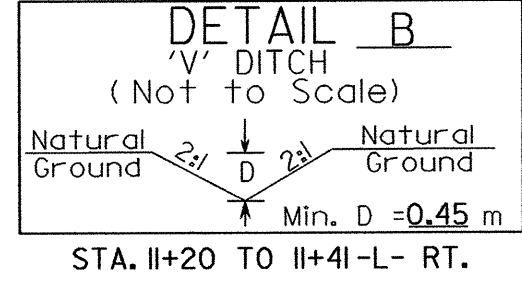 DETAIL B
'V' DITCH
(Not to Scale)
Natural Ground
2:1
D
2:1
Natural Ground
Min. D = 0.45 m
STA. 11+20 TO 11+41 -L- RT.